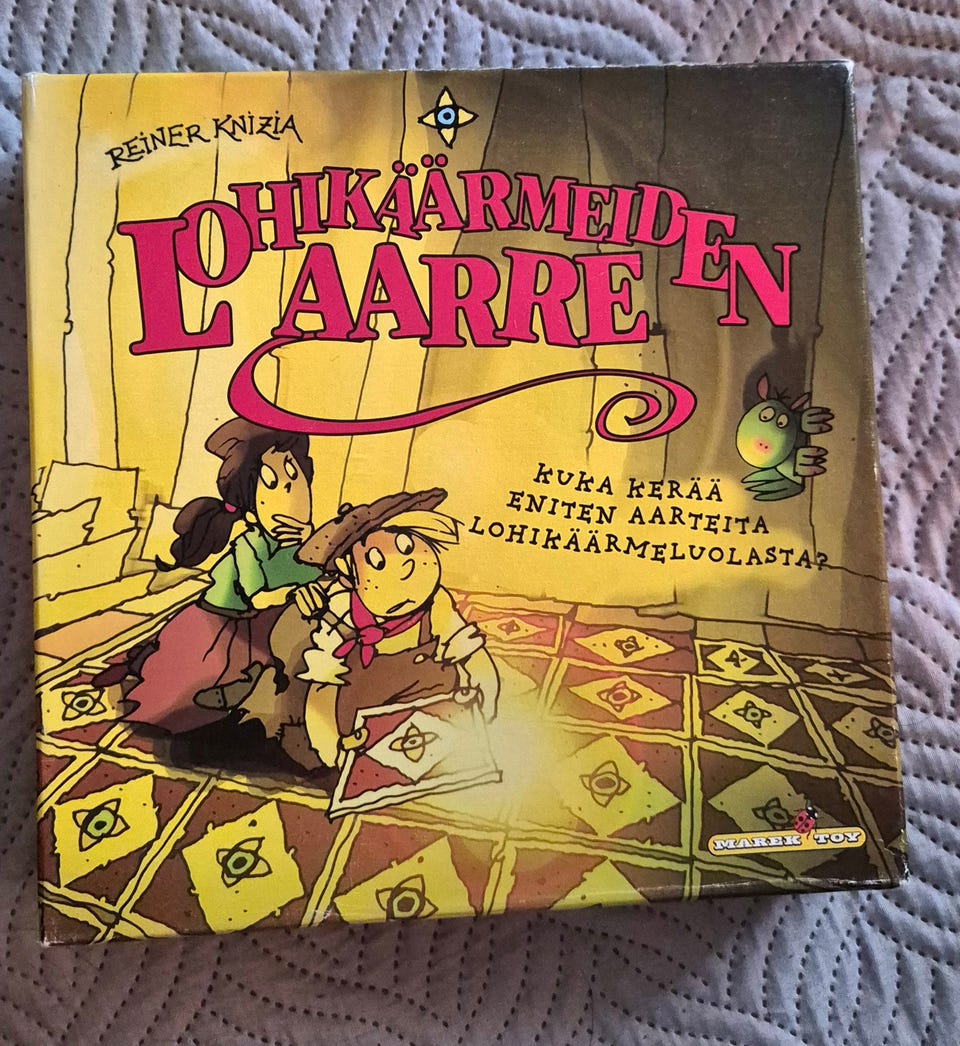 REINER KNIZIA
LOHIKÄÄRMEIDEN
AARRE
KUKA KERÄÄ
ENITEN AARTEITA
LOHIKÄÄRMELUOLASTA?
MAREK TOY